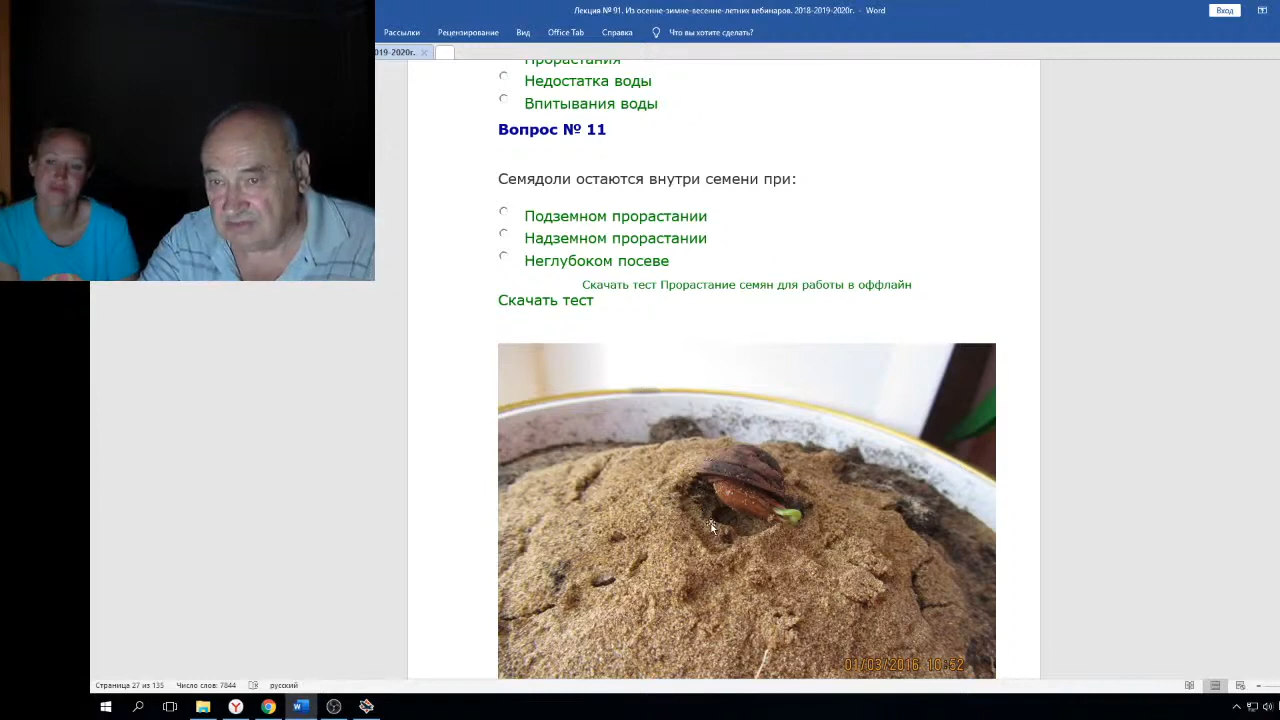 Лекция № 91. Из осенне-зимне-весенне-летних вебинаров. 2018-2019-2020г. - Word
Вход
Рассылки Рецензирование Вид Office Tab Справка Что вы хотите сделать?
019-2020г.
Прорастания
Недостатка воды
Впитывания воды
Вопрос № 11
Семядоли остаются внутри семени при:
Подземном прорастании
Надземном прорастании
Неглубоком посеве
Скачать тест Прорастание семян для работы в оффлайн
Скачать тест
01/03/2016 10:52
Страница 27 из 135 Число слов: 7844 русский